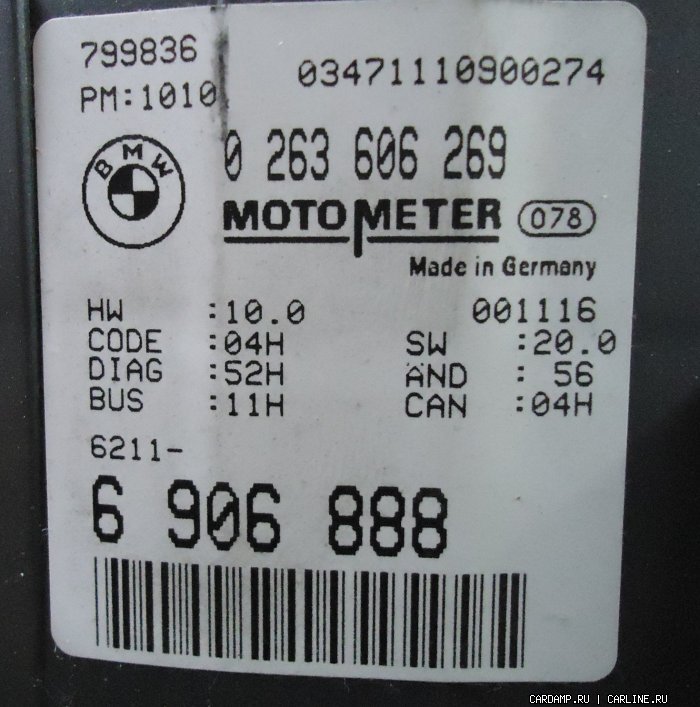 799836
03471110900274
PM:1010
BMW
0 263 606 269
MOTOMETER 078
Made in Germany
HW :10.0 001116
CODE :04H SW :20.0
DIAG :52H AND : 56
BUS :11H CAN :04H
6211-
6 906 888
CARDAMP.RU | CARLINE.RU